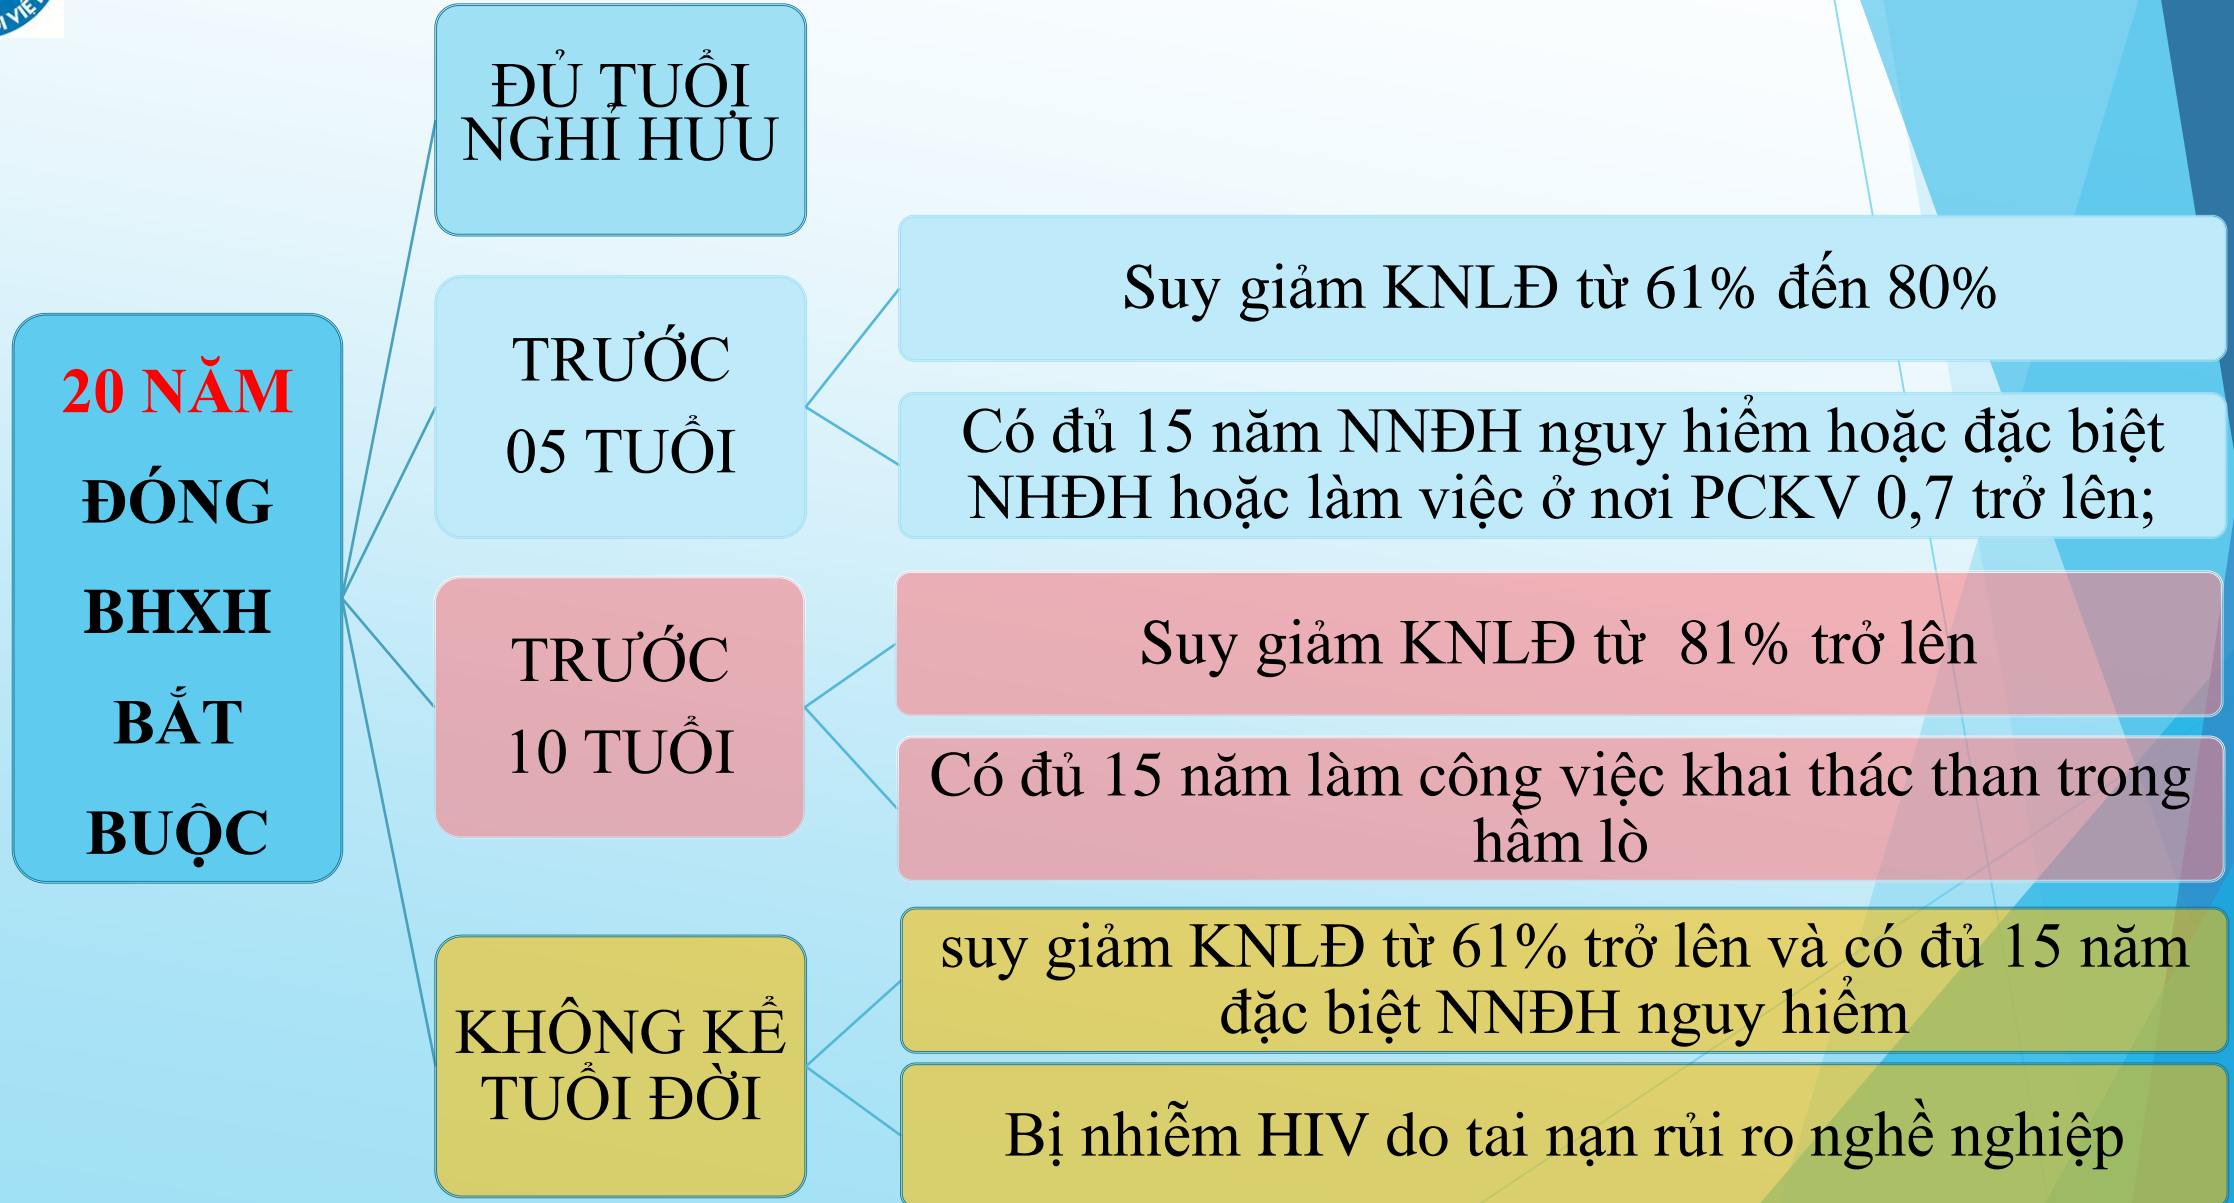 20 NĂM
ĐÓNG
BHXH
BẮT
BUỘC
ĐỦ TUỔI
NGHỈ HƯU
TRƯỚC
05 TUỔI
Suy giảm KNLĐ từ 61% đến 80%
Có đủ 15 năm NNĐH nguy hiểm hoặc đặc biệt
NHĐH hoặc làm việc ở nơi PCKV 0,7 trở lên;
TRƯỚC
10 TUỔI
Suy giảm KNLĐ từ 81% trở lên
Có đủ 15 năm làm công việc khai thác than trong
hầm lò
KHÔNG KỂ
TUỔI ĐỜI
suy giảm KNLĐ từ 61% trở lên và có đủ 15 năm
đặc biệt NNĐH nguy hiểm
Bị nhiễm HIV do tai nạn rủi ro nghề nghiệp